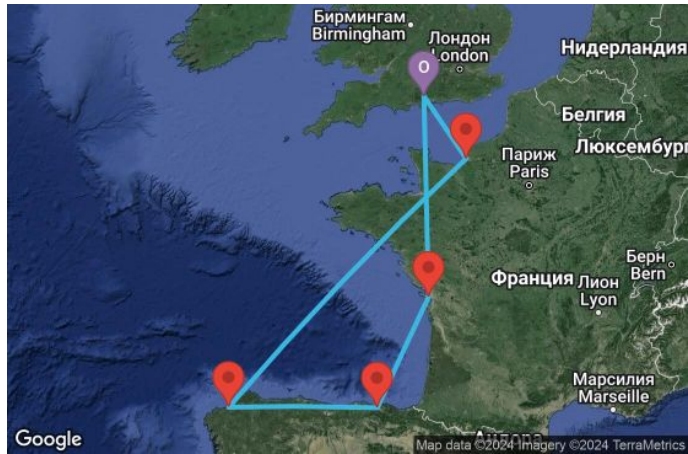 Бирмингам
Birmingham
Лондон
London
О
Нидерландия
Белгия
Люксембург
Париж
Paris
Берн
Bern
Франция
Лион
Lyon
Марсилия
Marseille
Google
Map data ©2024 Imagery ©2024 TerraMetrics